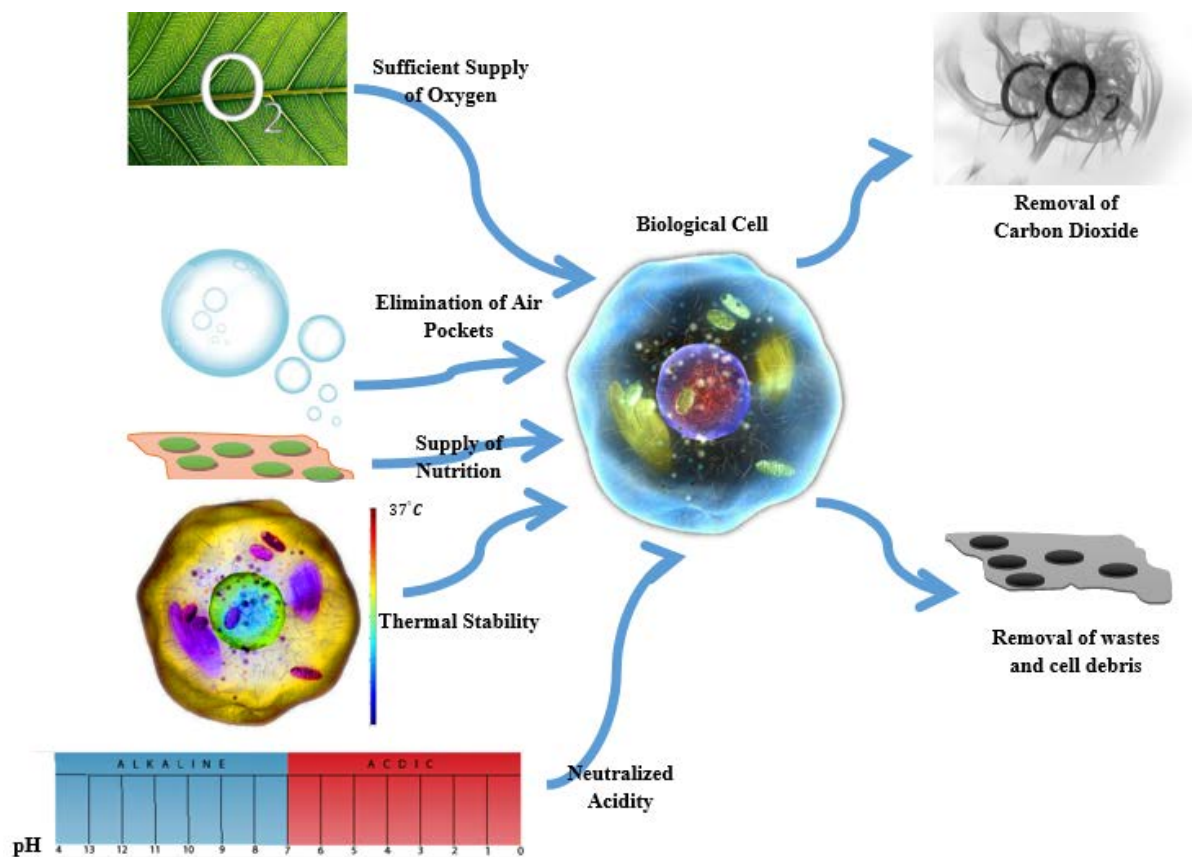 O2
Sufficient Supply
of Oxygen
CO2
Removal of
Carbon Dioxide
Biological Cell
Elimination of Air
Pockets
Supply of
Nutrition
37°C
Thermal Stability
Removal of wastes
and cell debris
ALKALINE ACDIC
Neutralized
Acidity
pH 4 13 12 11 10 9 8 7 6 5 4 3 2 1 0